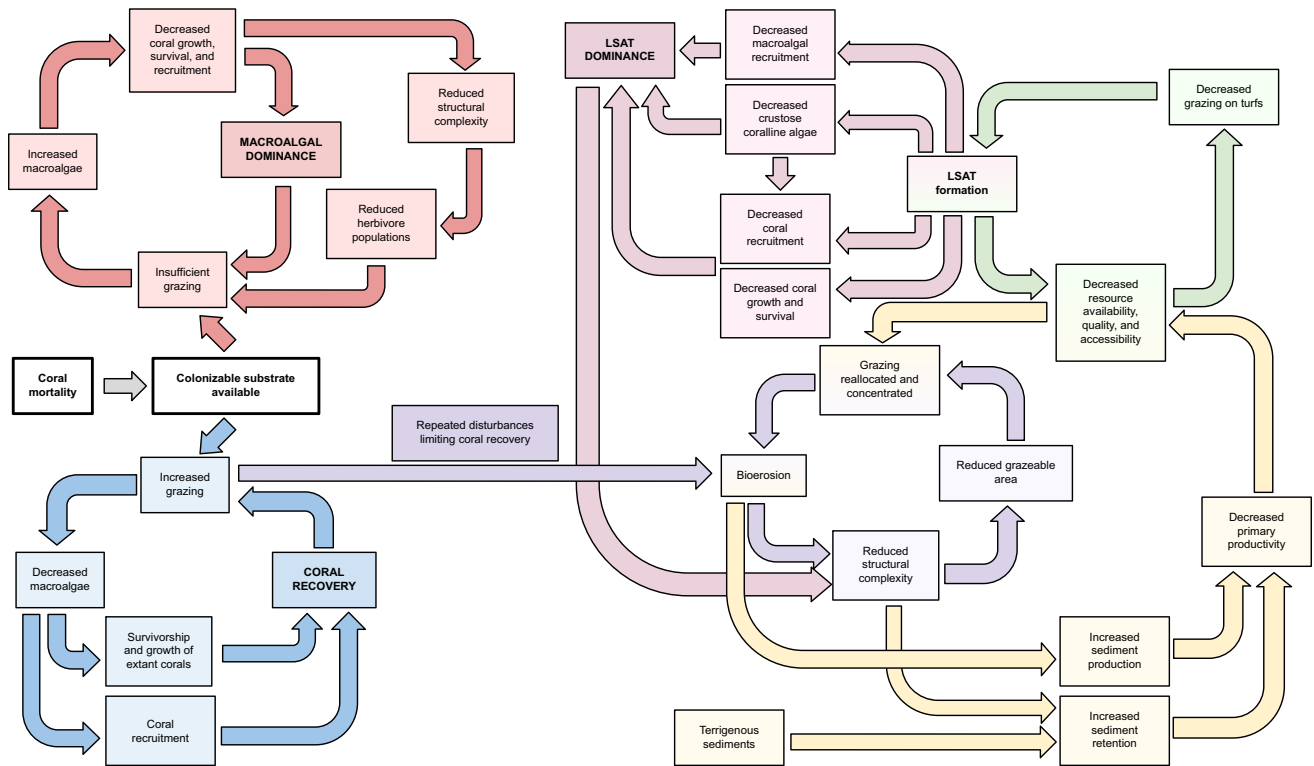 Decreased
coral growth,
survival, and
recruitment
Reduced
structural
complexity
Increased
macroalgae
MACROALGAL
DOMINANCE
Reduced
herbivore
populations
Insufficient
grazing
Coral
mortality
Colonizable substrate
available
Increased
grazing
Decreased
macroalgae
CORAL
RECOVERY
Survivorship
and growth of
extant corals
Coral
recruitment
Repeated disturbances
limiting coral recovery
LSAT
DOMINANCE
Decreased
macroalgal
recruitment
Decreased
crustose
coralline algae
Decreased
coral
recruitment
Decreased coral
growth and
survival
LSAT
formation
Decreased
grazing on turfs
Decreased
resource
availability,
quality, and
accessibility
Grazing
reallocated and
concentrated
Bioerosion
Reduced grazeable
area
Reduced
structural
complexity
Decreased
primary
productivity
Increased
sediment
production
Terrigenous
sediments
Increased
sediment
retention